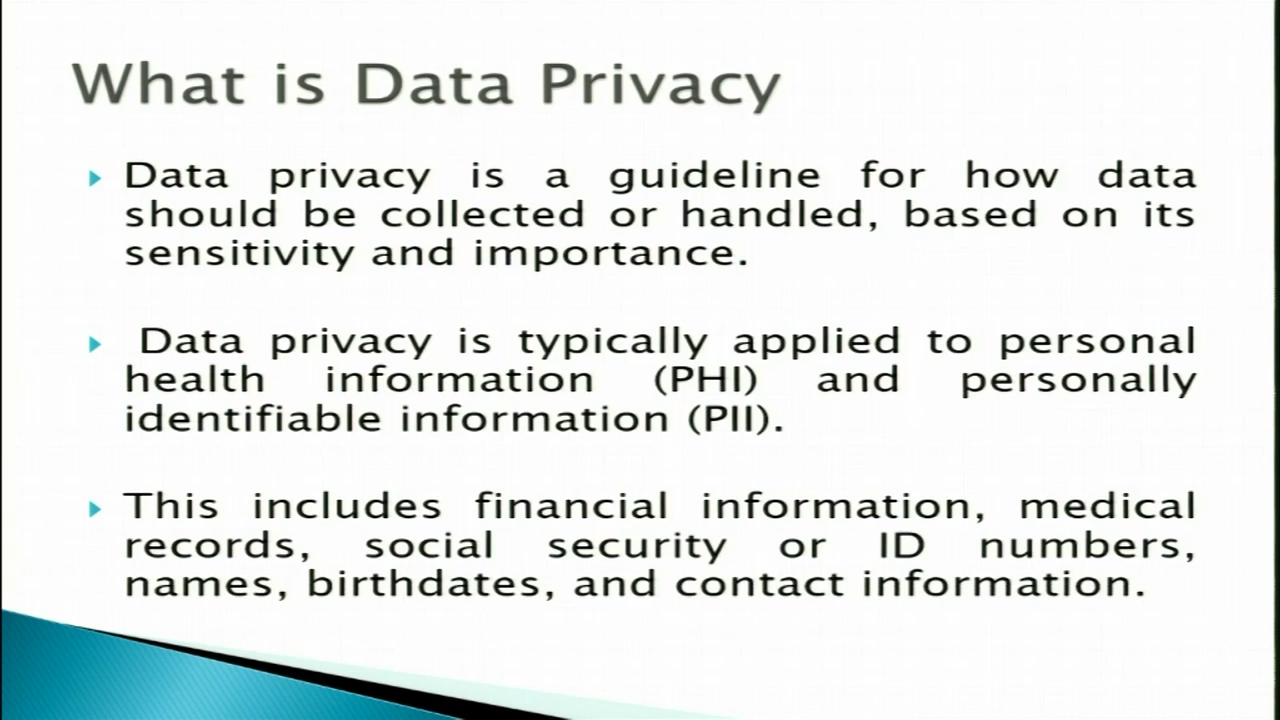 What is Data Privacy
Data privacy is a guideline for how data
should be collected or handled, based on its
sensitivity and importance.
Data privacy is typically applied to personal
health information (PHI) and personally
identifiable information (PII).
This includes financial information, medical
records, social security or ID numbers,
names, birthdates, and contact information.